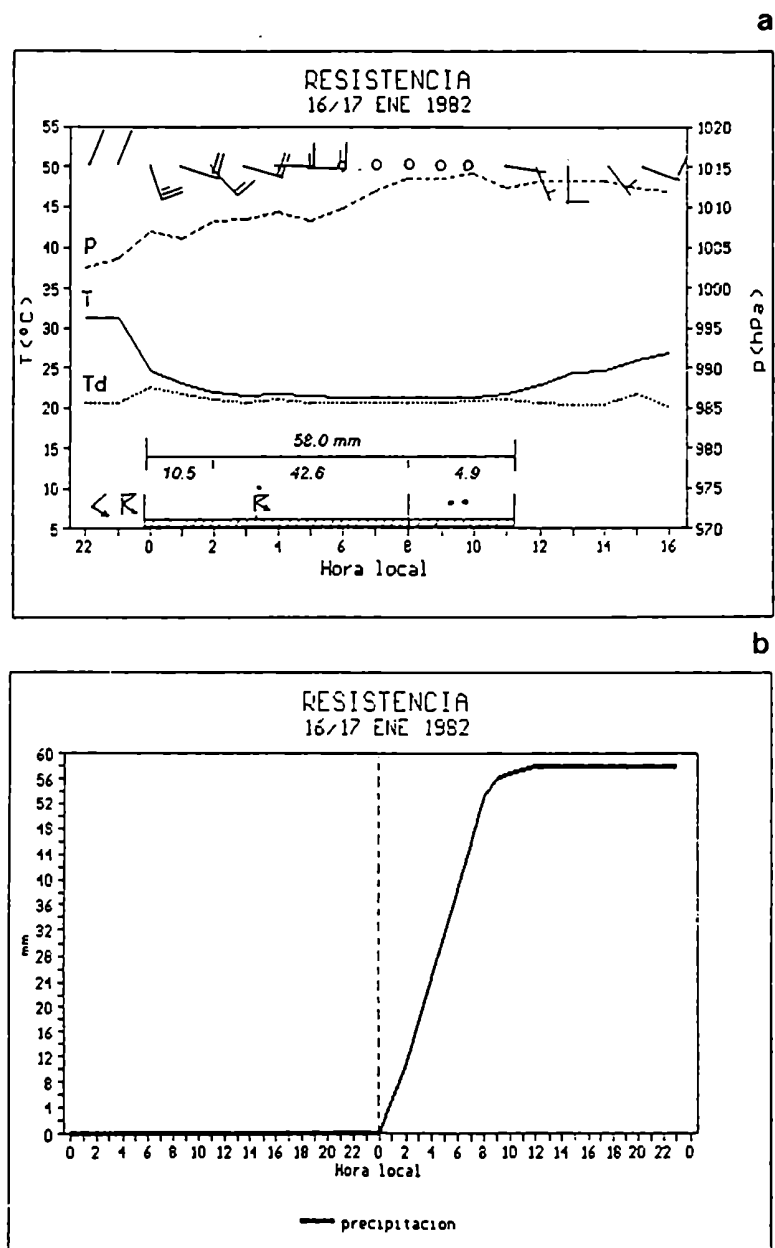 a
RESISTENCIA
16/17 ENE 1982
55
50
45
40
35
30
25
20
15
10
5
T(°C)
1020
1015
1010
1005
1000
995
990
985
980
975
970
p(hPa)
p
T
Td
58.0 mm
10.5 42.6 4.9
22 0 2 4 6 8 10 12 14 16
Hora local
b
RESISTENCIA
16/17 ENE 1982
60
56
52
48
44
40
36
32
28
24
20
16
12
8
4
0
mm
0 2 4 6 8 10 12 14 16 18 20 22 0 2 4 6 8 10 12 14 16 18 20 22 0
Hora local
precipitacion